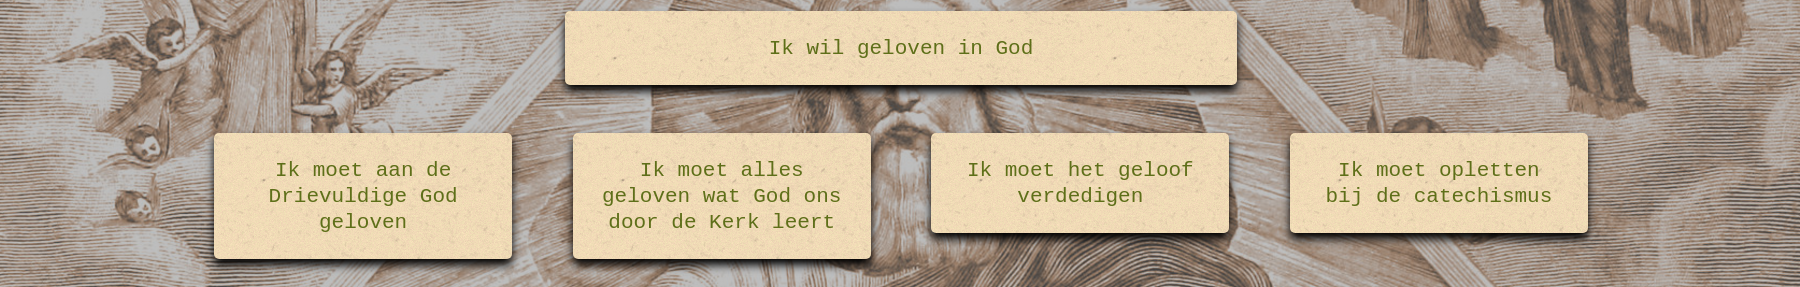 Ik wil geloven in God
Ik moet aan de
Drievuldige God
geloven
Ik moet alles
geloven wat God ons
door de Kerk leert
Ik moet het geloof
verdedigen
Ik moet opletten
bij de catechismus